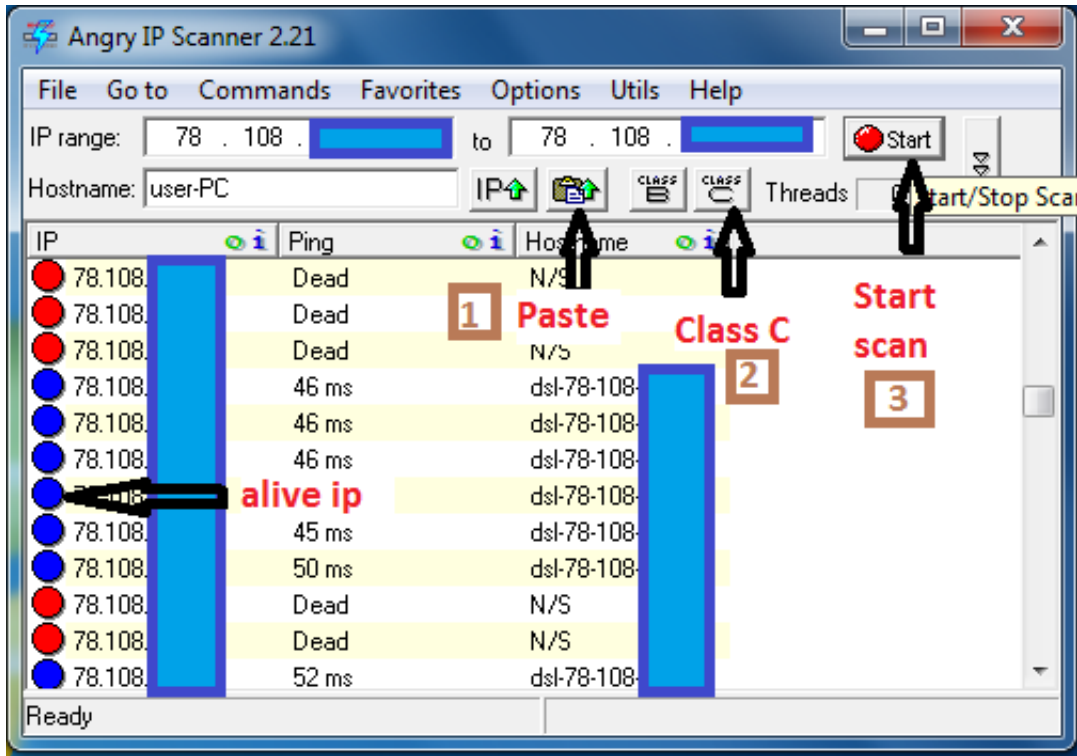 Angry IP Scanner 2.21
File Go to Commands Favorites Options Utils Help
IP range: 78 . 108 . to 78 . 108 . Start
Hostname: user-PC IP CLASS B CLASS C Threads
Start/Stop Scan
IP Ping Hostname
78.108. Dead N/S
78.108. Dead
78.108. Dead N/S
78.108. 46 ms dsl-78-108-
78.108. 46 ms dsl-78-108-
78.108. 46 ms dsl-78-108-
dsl-78-108-
78.108. 45 ms dsl-78-108-
78.108. 50 ms dsl-78-108-
78.108. Dead N/S
78.108. Dead N/S
78.108. 52 ms dsl-78-108-
1 Paste
Class C
2
Start
scan
3
alive ip
Ready